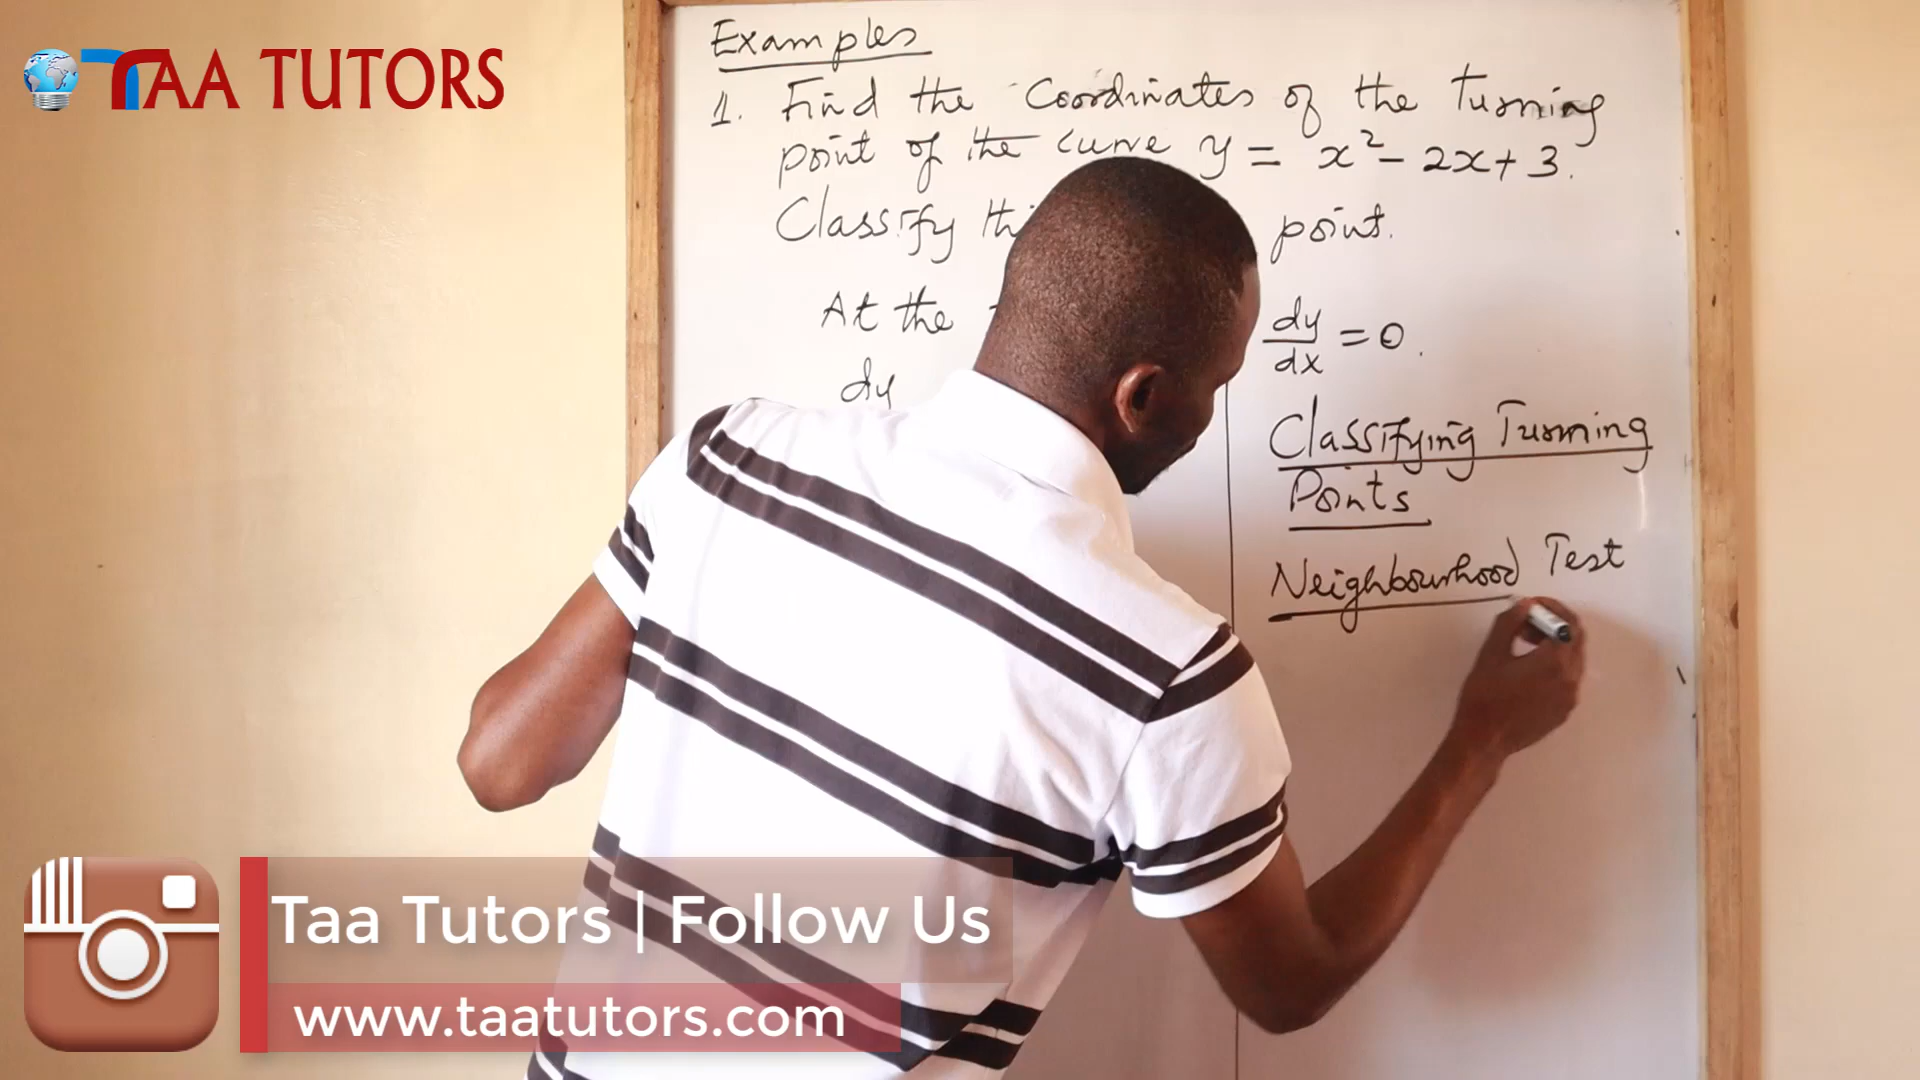 TAA TUTORS
Examples
1. Find the coordinates of the turning
point of the curve y = x² - 2x + 3.
Classify point.
At the dy/dx = 0.
dy
Classifying Turning
Points
Neighbourhood Test
Taa Tutors | Follow Us
www.taatutors.com